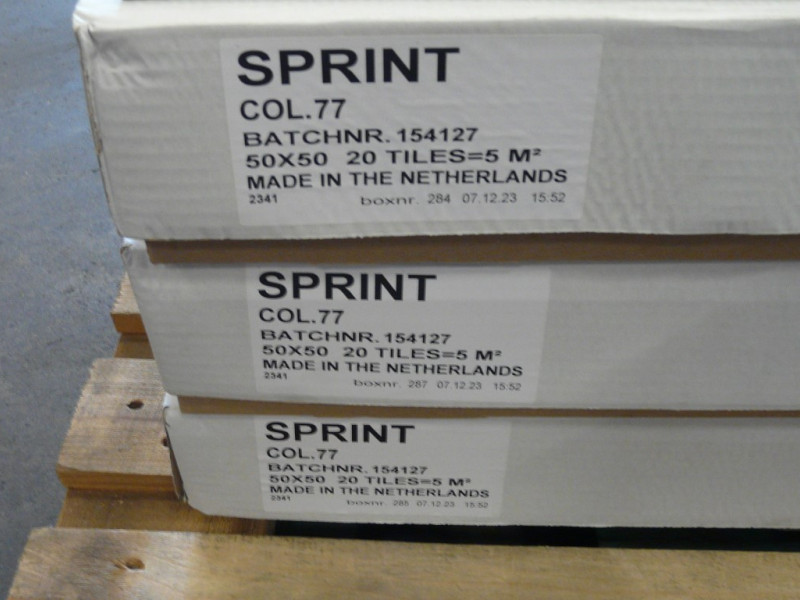 SPRINT
COL.77
BATCHNR. 154127
50X50 20 TILES=5 M²
MADE IN THE NETHERLANDS
2341 boxnr. 284 07.12.23 15:52
SPRINT
COL.77
BATCHNR. 154127
50X50 20 TILES=5 M²
MADE IN THE NETHERLANDS
2341 boxnr. 287 07.12.23 15:52
SPRINT
COL.77
BATCHNR. 154127
50X50 20 TILES=5 M²
MADE IN THE NETHERLANDS
2341 boxnr. 285 07.12.23 15:52